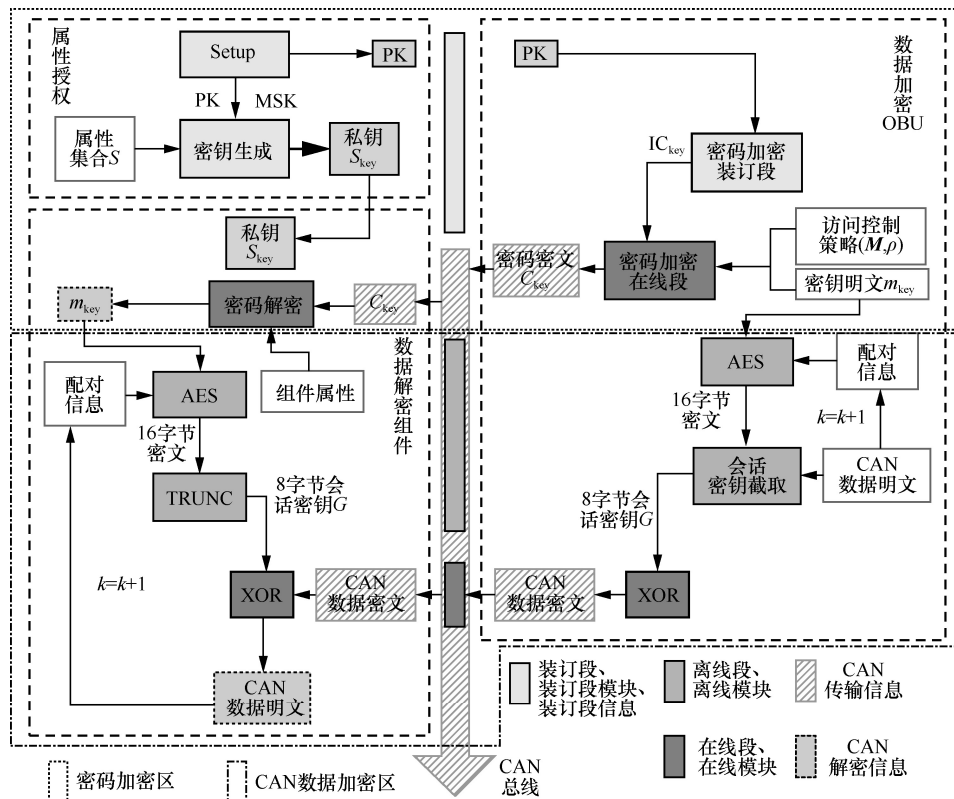 属性授权
Setup
PK
PK
MSK
属性
集合S
密钥生成
私钥
Skey
PK
数据加密
OBU
ICkey
密码加密
装订段
访问控制
策略(M,ρ)
密钥明文mkey
密码加密
在线段
密码密文
Ckey
私钥
Skey
Ckey
密码解密
mkey
数据解密组件
组件属性
配对
信息
AES
16字节
密文
TRUNC
8字节会
话密钥G
k=k+1
XOR
CAN
数据密文
CAN
数据明文
AES
配对
信息
16字节
密文
k=k+1
会话
密钥截取
CAN
数据明文
8字节会
话密钥G
XOR
CAN
数据密文
装订段、
装订段模块、
装订段信息
离线段、
离线模块
CAN
传输信息
在线段、
在线模块
CAN
解密信息
CAN
总线
密码加密区
CAN数据加密区